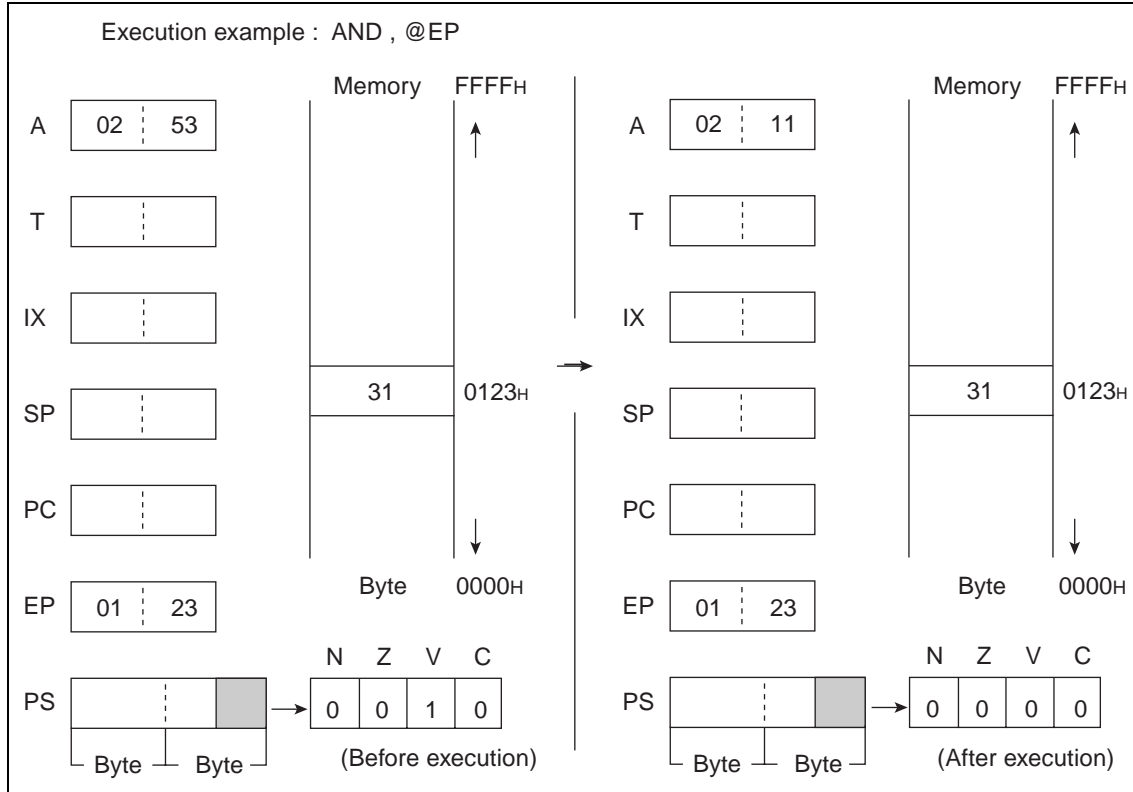 Execution example : AND , @EP
Memory FFFFH
A 02 53
T
IX
31 0123H
SP
PC
Byte 0000H
EP 01 23
N Z V C
PS 0 0 1 0
Byte Byte (Before execution)
Memory FFFFH
A 02 11
T
IX
31 0123H
SP
PC
Byte 0000H
EP 01 23
N Z V C
PS 0 0 0 0
Byte Byte (After execution)